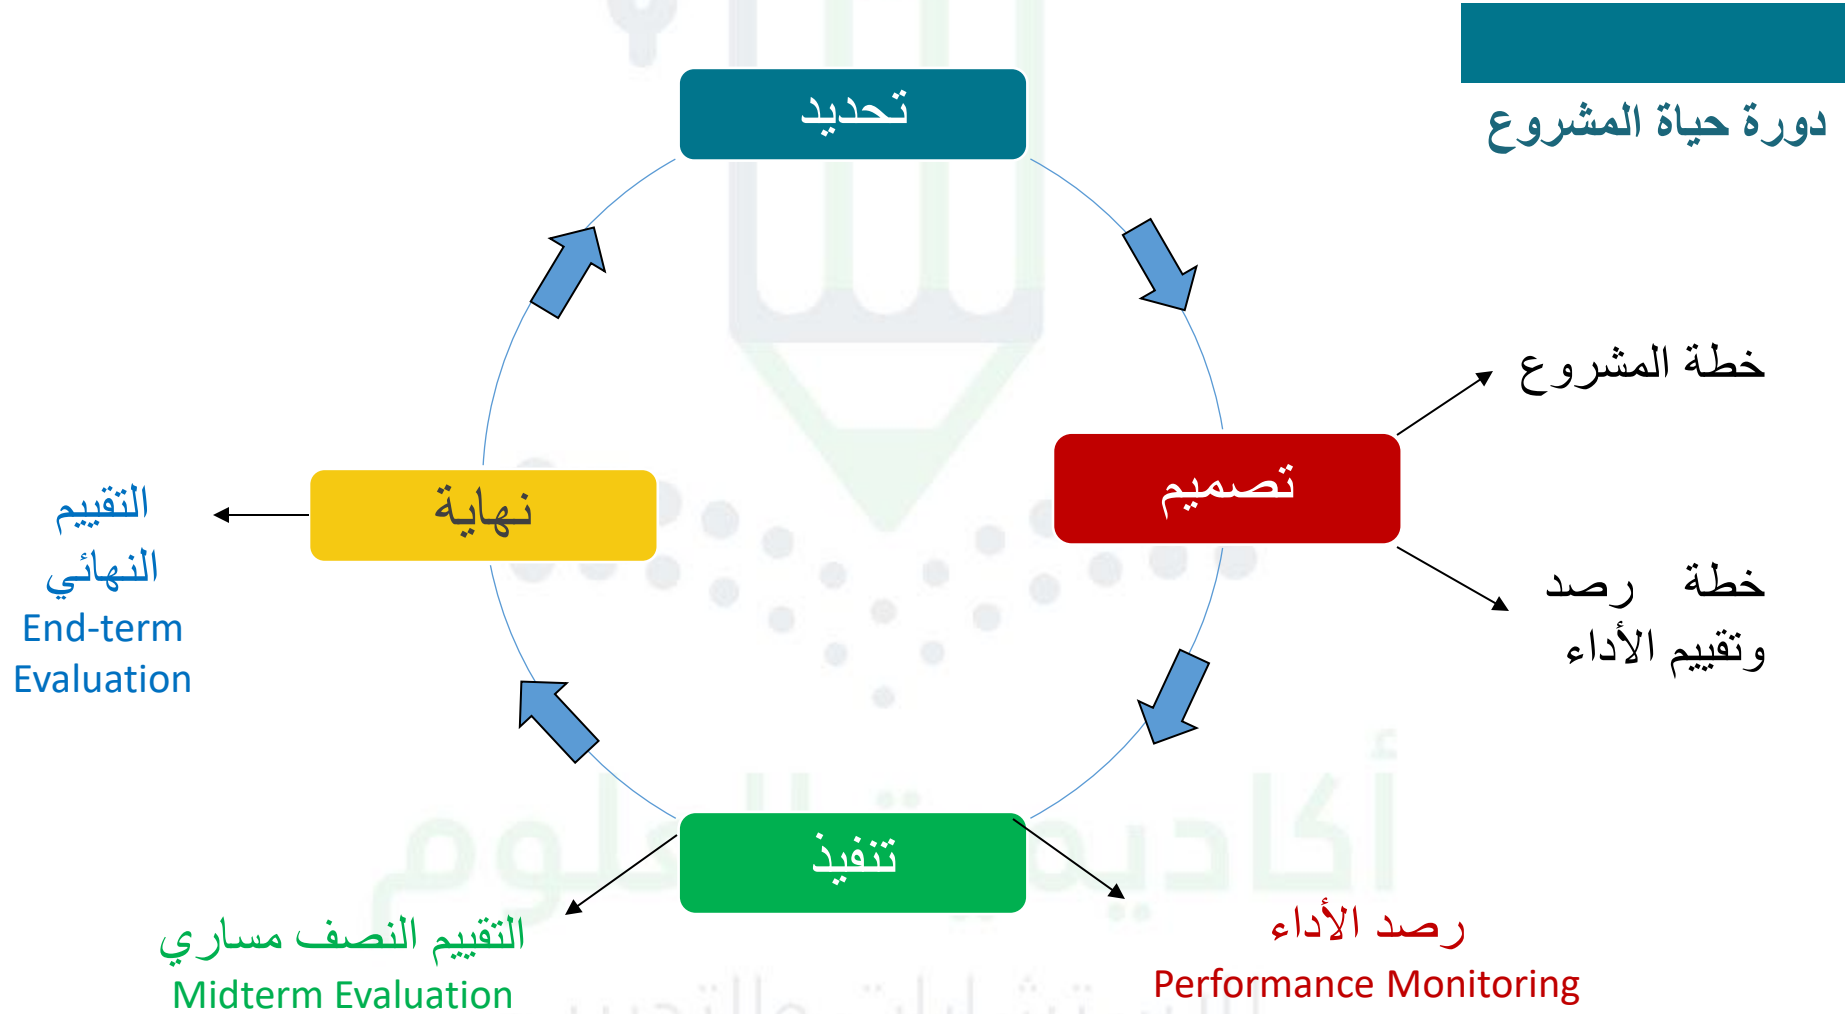 دورة حياة المشروع
تحديد
تصميم
خطة المشروع
خطة رصد
وتقييم الأداء
تنفيذ
رصد الأداء
Performance Monitoring
التقييم النصف مساري
Midterm Evaluation
نهاية
التقييم
النهائي
End-term
Evaluation